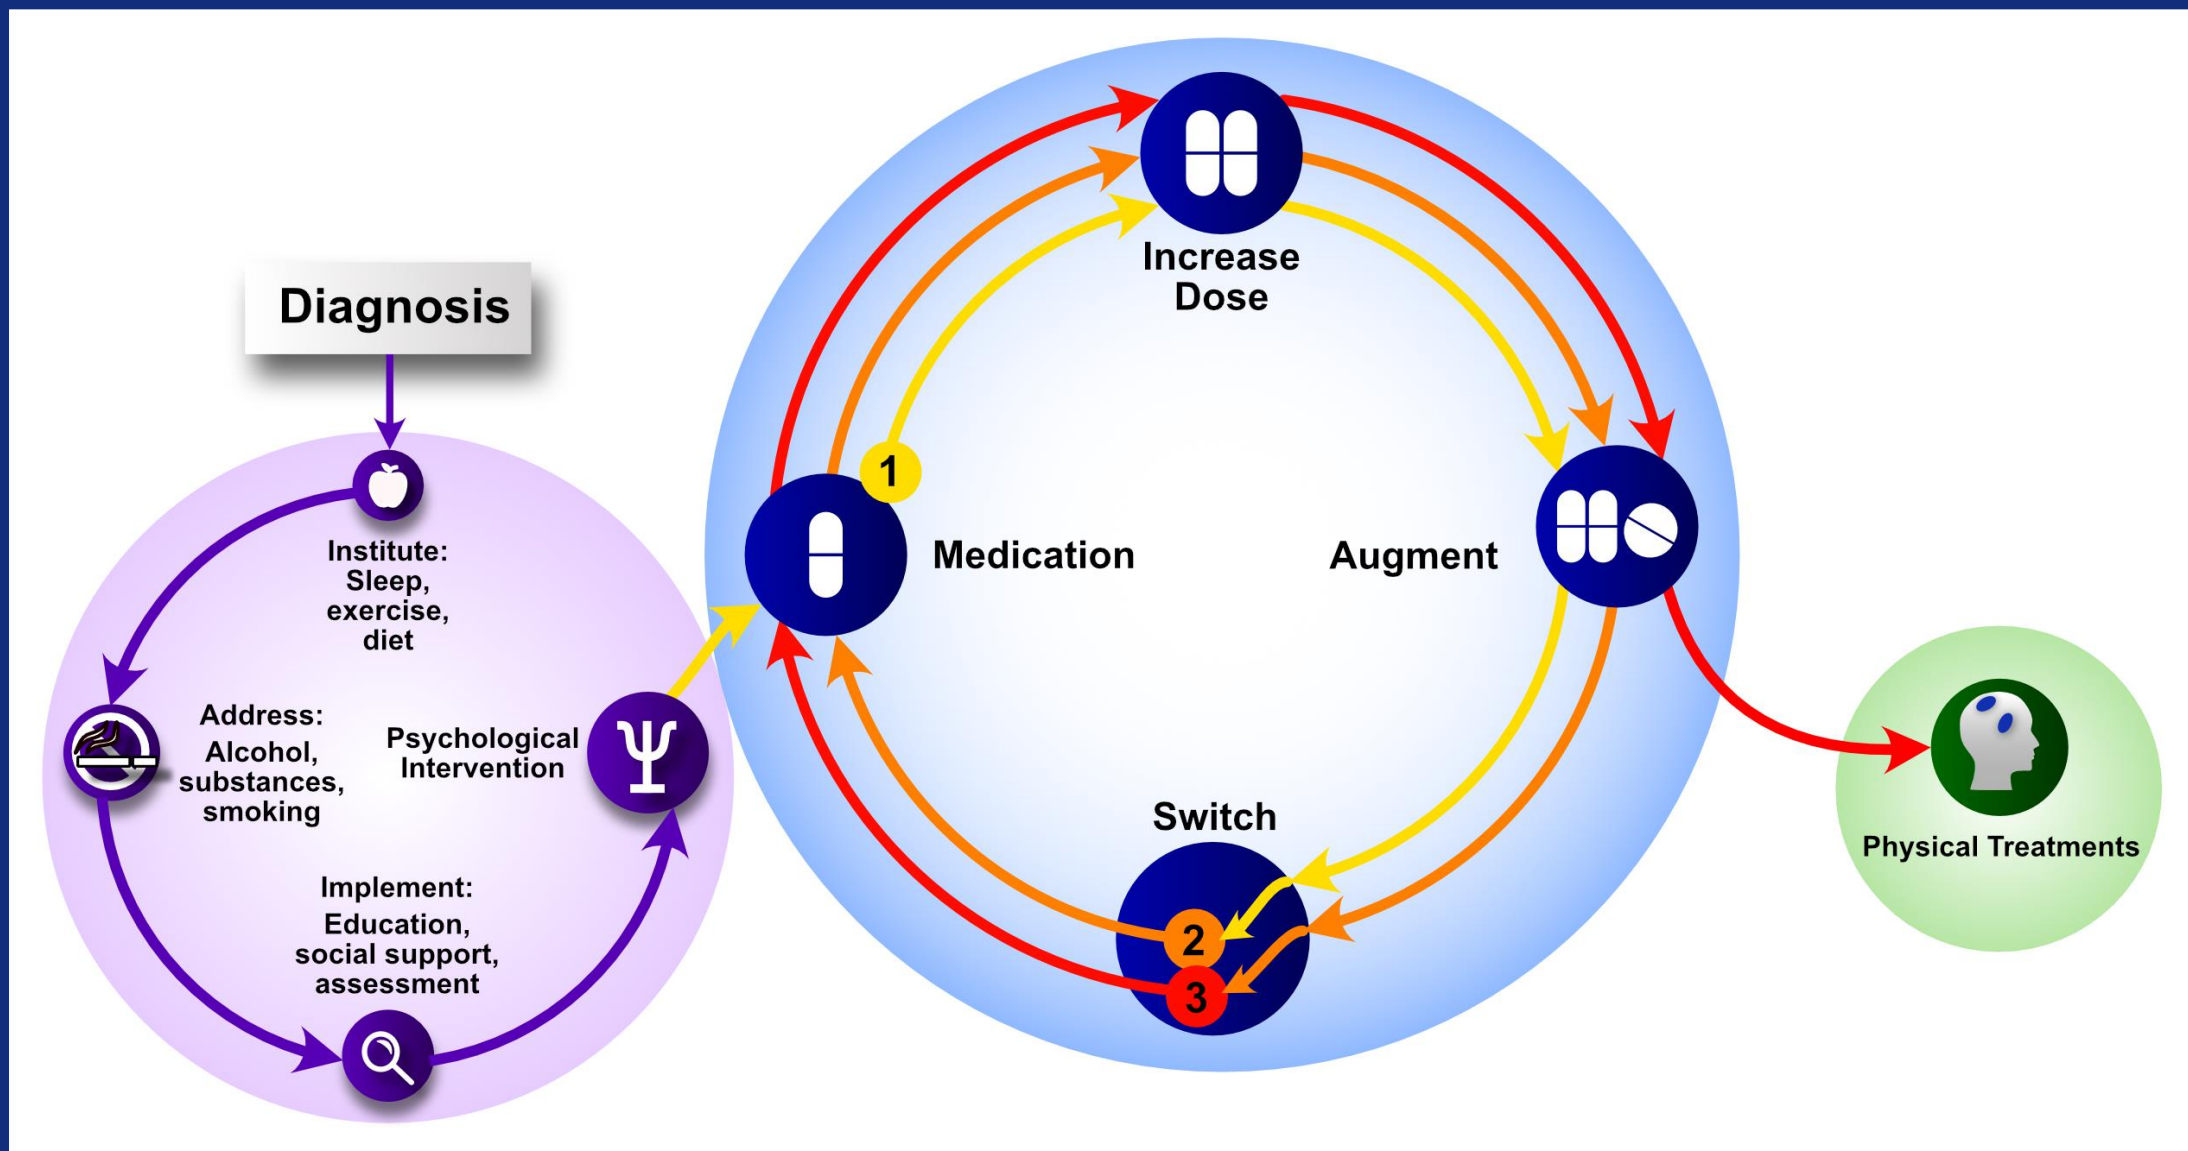 Diagnosis
Institute:
Sleep,
exercise,
diet
Address:
Alcohol,
substances,
smoking
Implement:
Education,
social support,
assessment
Psychological
Intervention
1
Medication
Increase
Dose
Augment
Switch
2
3
Physical Treatments